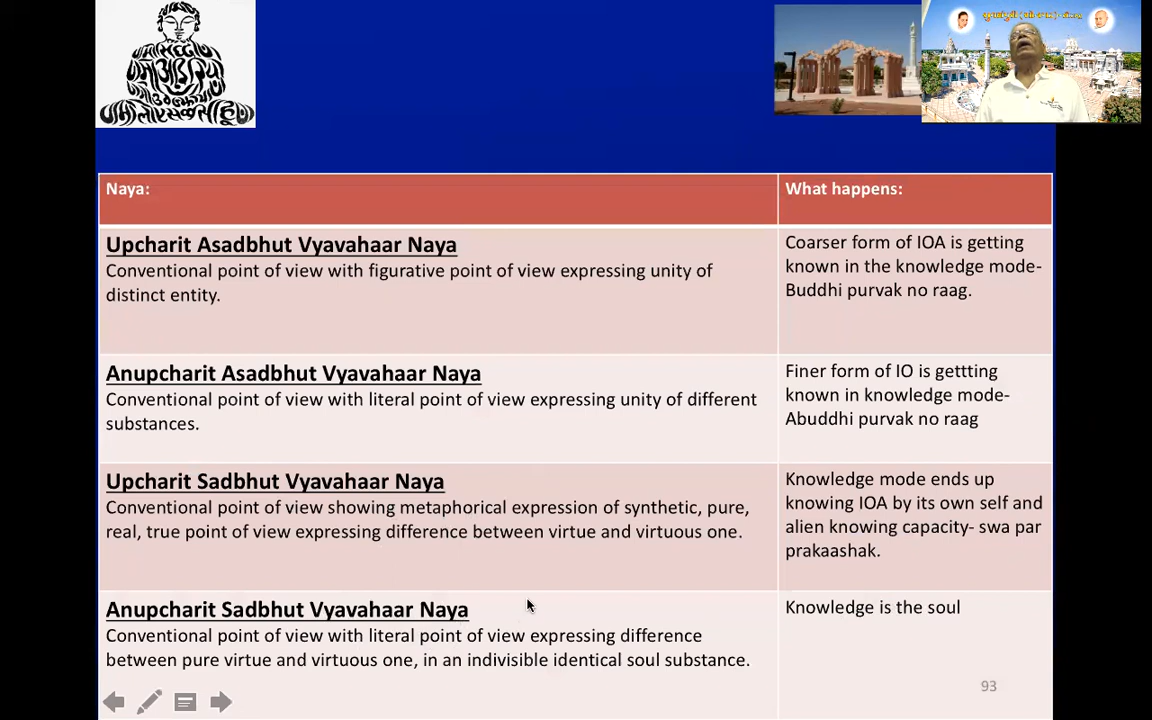 Naya:
What happens:
Upcharit Asadbhut Vyavahaar Naya
Conventional point of view with figurative point of view expressing unity of
distinct entity.
Coarser form of IOA is getting
known in the knowledge mode-
Buddhi purvak no raag.
Anupcharit Asadbhut Vyavahaar Naya
Conventional point of view with literal point of view expressing unity of different
substances.
Finer form of IO is gettting
known in knowledge mode-
Abuddhi purvak no raag
Upcharit Sadbhut Vyavahaar Naya
Conventional point of view showing metaphorical expression of synthetic, pure,
real, true point of view expressing difference between virtue and virtuous one.
Knowledge mode ends up
knowing IOA by its own self and
alien knowing capacity- swa par
prakaashak.
Anupcharit Sadbhut Vyavahaar Naya
Conventional point of view with literal point of view expressing difference
between pure virtue and virtuous one, in an indivisible identical soul substance.
Knowledge is the soul
93